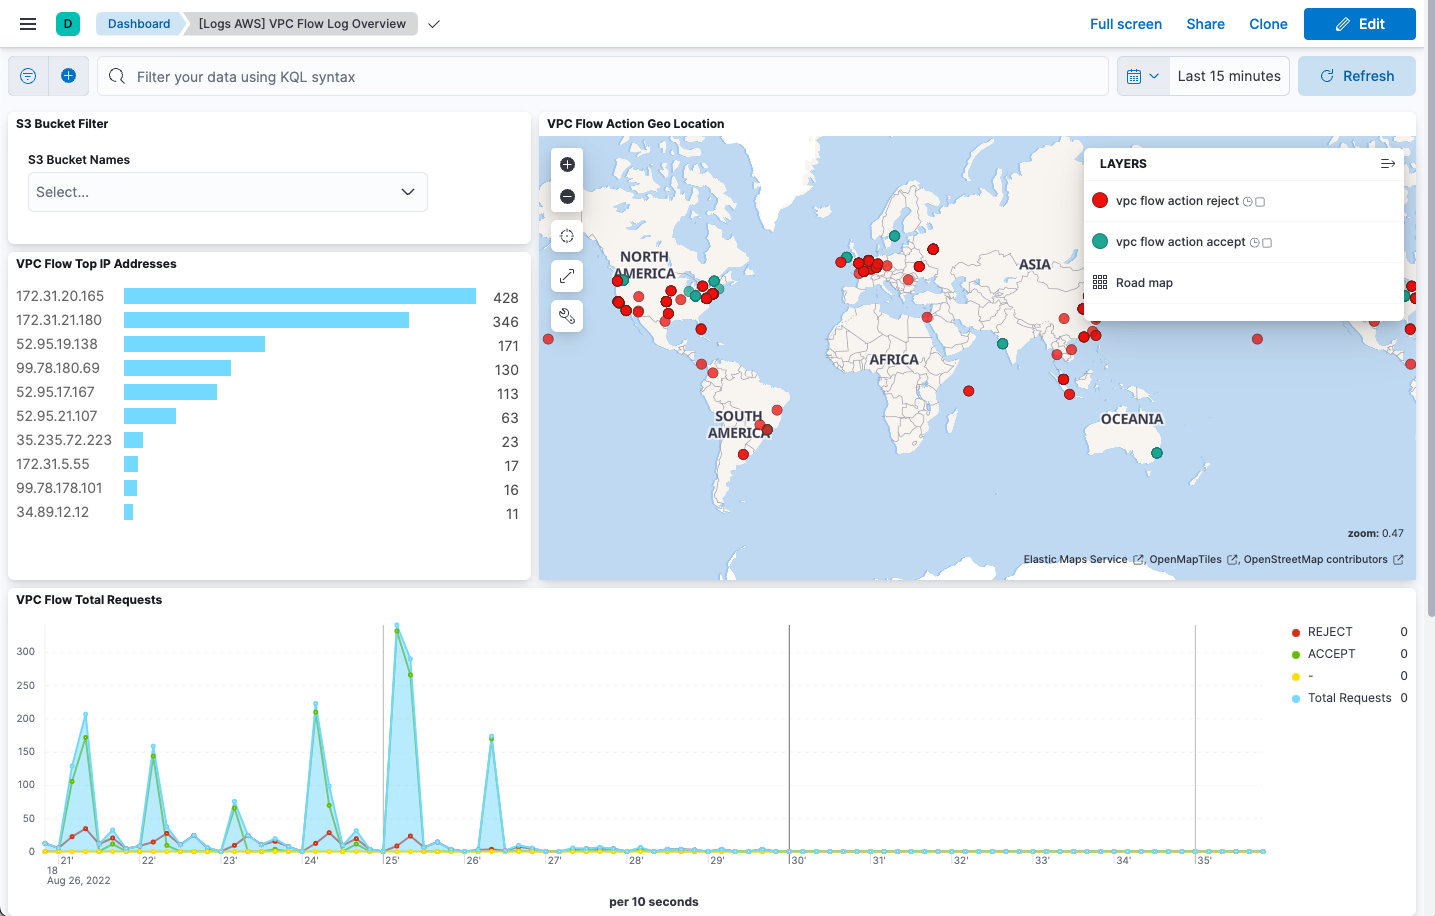 D Dashboard [Logs AWS] VPC Flow Log Overview Full screen Share Clone Edit
Filter your data using KQL syntax Last 15 minutes Refresh
S3 Bucket Filter
S3 Bucket Names
Select...
VPC Flow Top IP Addresses
172.31.20.165 428
172.31.21.180 346
52.95.19.138 171
99.78.180.69 130
52.95.17.167 113
52.95.21.107 63
35.235.72.223 23
172.31.5.55 17
99.78.178.101 16
34.89.12.12 11
VPC Flow Action Geo Location
LAYERS
vpc flow action reject
vpc flow action accept
Road map
NORTH
AMERICA
ASIA
AFRICA
SOUTH
AMERICA
OCEANIA
zoom: 0.47
Elastic Maps Service , OpenMapTiles , OpenStreetMap contributors
VPC Flow Total Requests
300
250
200
150
100
50
0
21' 22' 23' 24' 25' 26' 27' 28' 29' 30' 31' 32' 33' 34' 35'
18
Aug 26, 2022
per 10 seconds
REJECT 0
ACCEPT 0
- 0
Total Requests 0